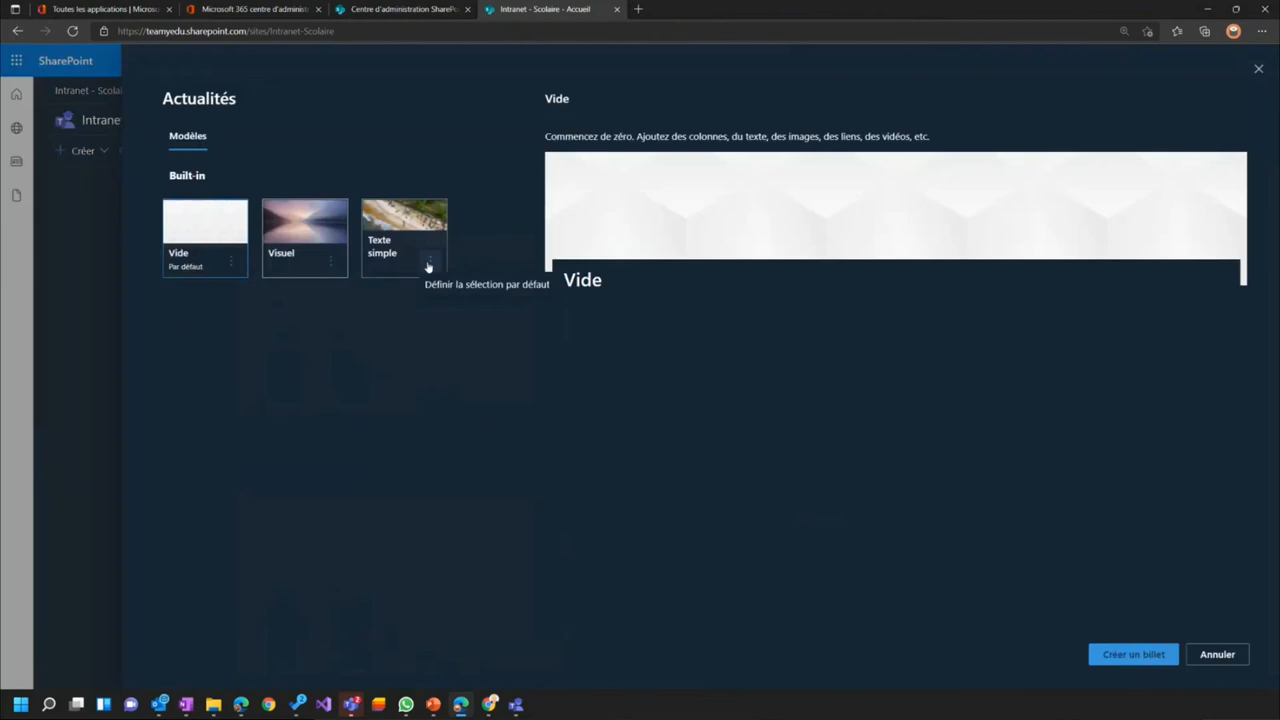 Toutes les applications | Microso
Microsoft 365 centre d'administr
Centre d'administration SharePoi
Intranet - Scolaire - Accueil
https://teamyedu.sharepoint.com/sites/Intranet-Scolaire
SharePoint
Intranet - Scolai
Intrane
Créer
Actualités
Modèles
Built-in
Vide
Par défaut
Visuel
Texte
simple
Définir la sélection par défaut
Vide
Commencez de zéro. Ajoutez des colonnes, du texte, des images, des liens, des vidéos, etc.
Vide
Créer un billet
Annuler